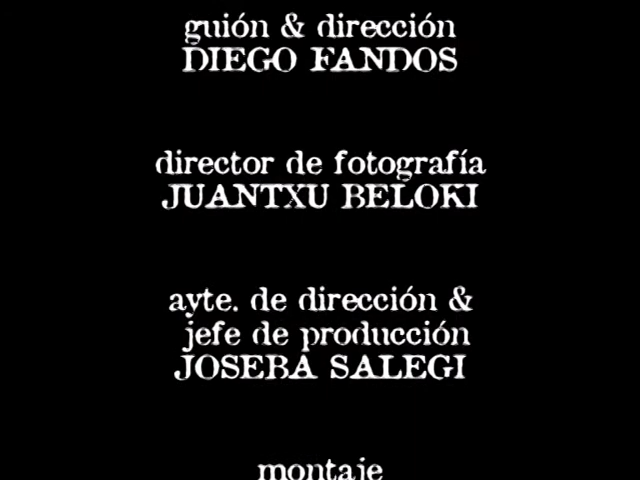 guión & dirección
DIEGO FANDOS
director de fotografía
JUANTXU BELOKI
ayte. de dirección &
jefe de producción
JOSEBA SALEGI
montaje